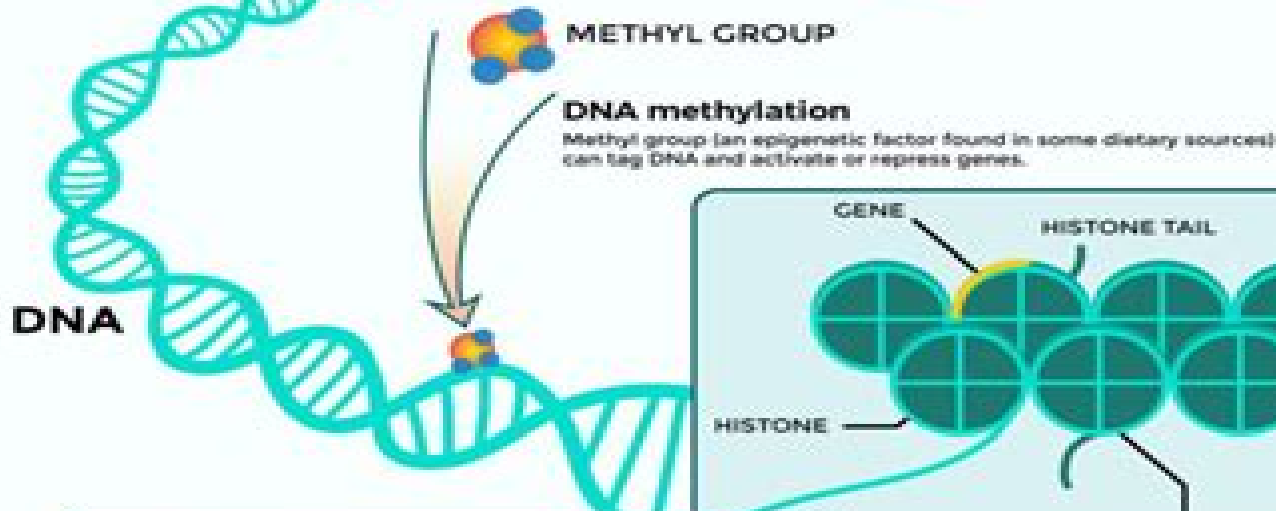 METHYL GROUP
DNA methylation
Methyl group (an epigenetic factor found in some dietary sources)
can tag DNA and activate or repress genes.
GENE
HISTONE TAIL
DNA
HISTONE